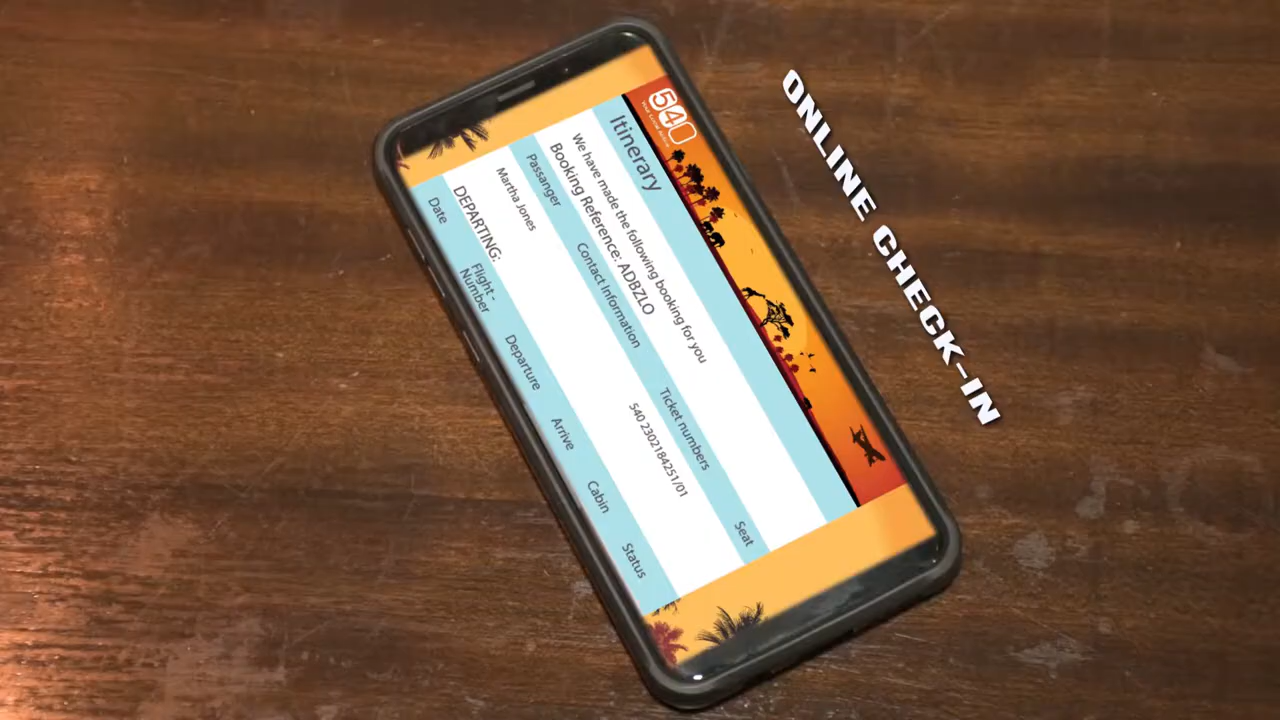 ONLINE CHECK-IN
540
Itinerary
We have made the following booking for you
Booking Reference: ADBZLO
Passanger Contact Information Ticket numbers Seat
Martha Jones 540 2302184251/01
DEPARTING:
Date Flight - Number Departure Arrive Cabin Status